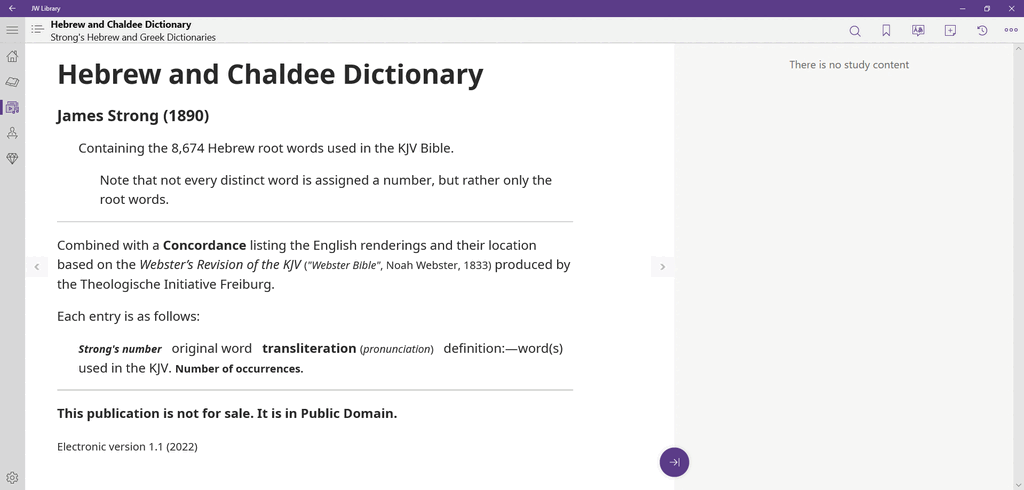 JW Library
Hebrew and Chaldee Dictionary
Strong's Hebrew and Greek Dictionaries
There is no study content
Hebrew and Chaldee Dictionary
James Strong (1890)
Containing the 8,674 Hebrew root words used in the KJV Bible.
Note that not every distinct word is assigned a number, but rather only the
root words.
Combined with a Concordance listing the English renderings and their location
based on the Webster’s Revision of the KJV ("Webster Bible", Noah Webster, 1833) produced by
the Theologische Initiative Freiburg.
Each entry is as follows:
Strong's number original word transliteration (pronunciation) definition:—word(s)
used in the KJV. Number of occurrences.
This publication is not for sale. It is in Public Domain.
Electronic version 1.1 (2022)